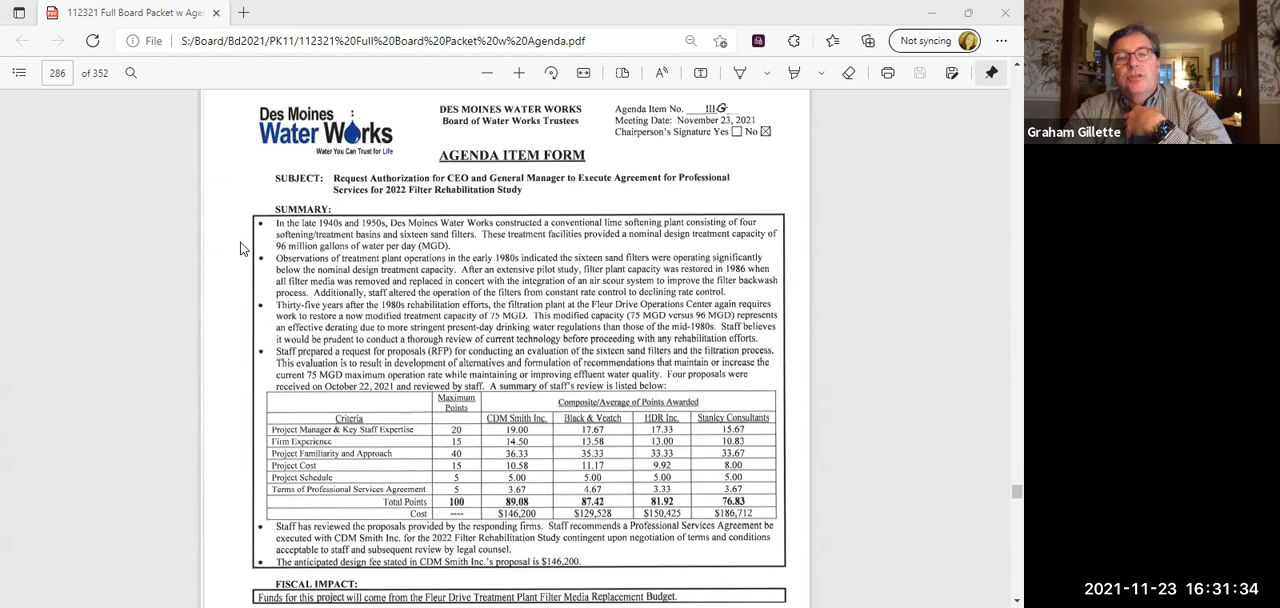 112321 Full Board Packet w Age
File
S:/Board/Bd2021/PK11/112321%20Full%20Board%20Packet%20w%20Agenda.pdf
Not syncing
286 of 352
Des Moines
Water Works
Water You Can Trust for Life
DES MOINES WATER WORKS
Board of Water Works Trustees
Agenda Item No. IIIG
Meeting Date: November 23, 2021
Chairperson's Signature Yes ☐ No ☒
AGENDA ITEM FORM
SUBJECT: Request Authorization for CEO and General Manager to Execute Agreement for Professional
Services for 2022 Filter Rehabilitation Study
SUMMARY:
• In the late 1940s and 1950s, Des Moines Water Works constructed a conventional lime softening plant consisting of four
softening/treatment basins and sixteen sand filters. These treatment facilities provided a nominal design treatment capacity of
96 million gallons of water per day (MGD).
• Observations of treatment plant operations in the early 1980s indicated the sixteen sand filters were operating significantly
below the nominal design treatment capacity. After an extensive pilot study, filter plant capacity was restored in 1986 when
all filter media was removed and replaced in concert with the integration of an air scour system to improve the filter backwash
process. Additionally, staff altered the operation of the filters from constant rate control to declining rate control.
• Thirty-five years after the 1980s rehabilitation efforts, the filtration plant at the Fleur Drive Operations Center again requires
work to restore a now modified treatment capacity of 75 MGD. This modified capacity (75 MGD versus 96 MGD) represents
an effective derating due to more stringent present-day drinking water regulations than those of the mid-1980s. Staff believes
it would be prudent to conduct a thorough review of current technology before proceeding with any rehabilitation efforts.
• Staff prepared a request for proposals (RFP) for conducting an evaluation of the sixteen sand filters and the filtration process.
This evaluation is to result in development of alternatives and formulation of recommendations that maintain or increase the
current 75 MGD maximum operation rate while maintaining or improving effluent water quality. Four proposals were
received on October 22, 2021 and reviewed by staff. A summary of staff's review is listed below:
Maximum Points Composite/Average of Points Awarded
Criteria CDM Smith Inc. Black & Veatch HDR Inc. Stanley Consultants
Project Manager & Key Staff Expertise 20 19.00 17.67 17.33 15.67
Firm Experience 15 14.50 13.58 13.00 10.83
Project Familiarity and Approach 40 36.33 35.33 33.33 33.67
Project Cost 15 10.58 11.17 9.92 8.00
Project Schedule 5 5.00 5.00 5.00 5.00
Terms of Professional Services Agreement 5 3.67 4.67 3.33 3.67
Total Points 100 89.08 87.42 81.92 76.83
Cost ---- $146,200 $129,528 $150,425 $186,712
• Staff has reviewed the proposals provided by the responding firms. Staff recommends a Professional Services Agreement be
executed with CDM Smith Inc. for the 2022 Filter Rehabilitation Study contingent upon negotiation of terms and conditions
acceptable to staff and subsequent review by legal counsel.
• The anticipated design fee stated in CDM Smith Inc.'s proposal is $146,200.
FISCAL IMPACT:
Funds for this project will come from the Fleur Drive Treatment Plant Filter Media Replacement Budget.
Graham Gillette
2021-11-23 16:31:34